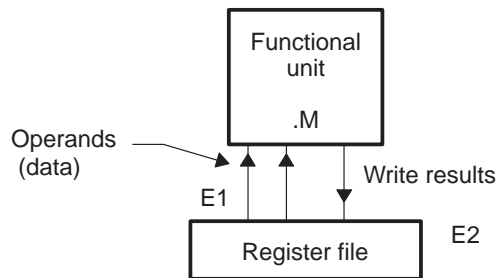 Functional
unit
.M
Operands
(data)
Write results
E1
E2
Register file